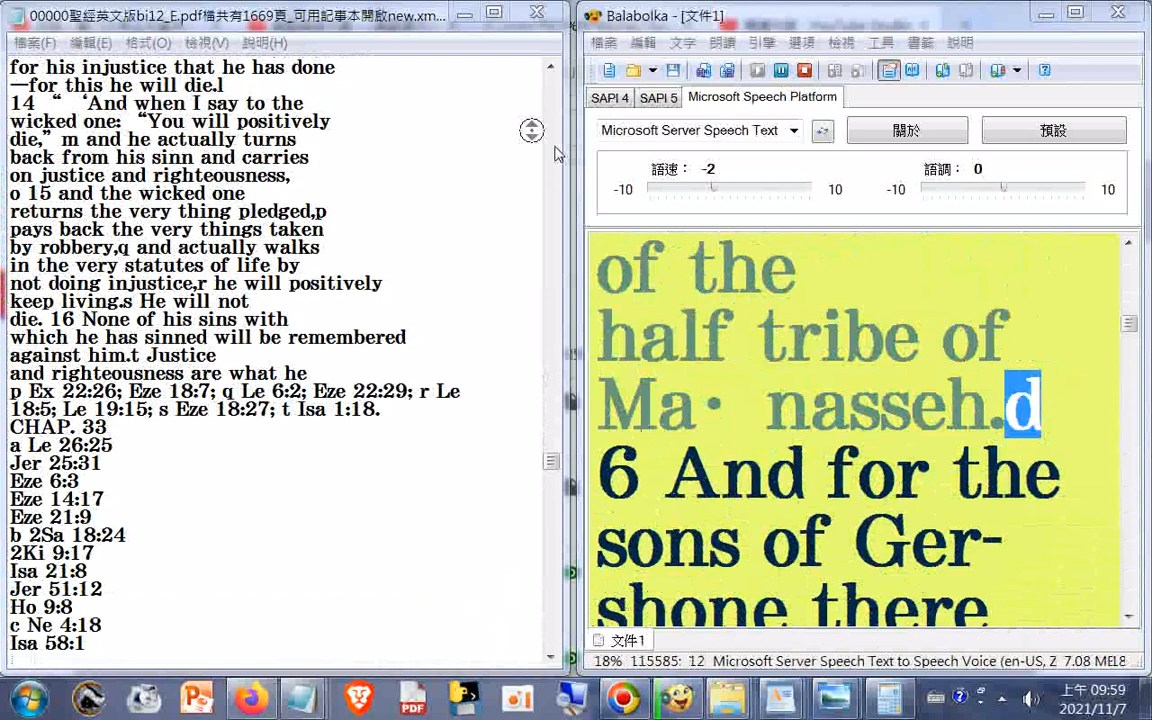 00000聖經英文版bi12_E.pdf檔共有1669頁_可用記事本開啟new.xm...
檔案(F) 編輯(E) 格式(O) 檢視(V) 說明(H)
for his injustice that he has done
—for this he will die.l
14 “ ‘And when I say to the
wicked one: “You will positively
die,” m and he actually turns
back from his sinn and carries
on justice and righteousness,
o 15 and the wicked one
returns the very thing pledged,p
pays back the very things taken
by robbery,q and actually walks
in the very statutes of life by
not doing injustice,r he will positively
keep living.s He will not
die. 16 None of his sins with
which he has sinned will be remembered
against him.t Justice
and righteousness are what he
p Ex 22:26; Eze 18:7; q Le 6:2; Eze 22:29; r Le
18:5; Le 19:15; s Eze 18:27; t Isa 1:18.
CHAP. 33
a Le 26:25
Jer 25:31
Eze 6:3
Eze 14:17
Eze 21:9
b 2Sa 18:24
2Ki 9:17
Isa 21:8
Jer 51:12
Ho 9:8
c Ne 4:18
Isa 58:1
Balabolka - [文件1]
檔案 編輯 文字 朗讀 引擎 選項 檢視 工具 書籤 說明
SAPI 4 SAPI 5 Microsoft Speech Platform
Microsoft Server Speech Text 關於 預設
語速: -2 語調: 0
-10 10 -10 10
of the
half tribe of
Ma· nasseh.d
6 And for the
sons of Ger-
shone there
文件1
18% 115585: 12 Microsoft Server Speech Text to Speech Voice (en-US, Z 7.08 MEL8
PDF
上午 09:59
2021/11/7